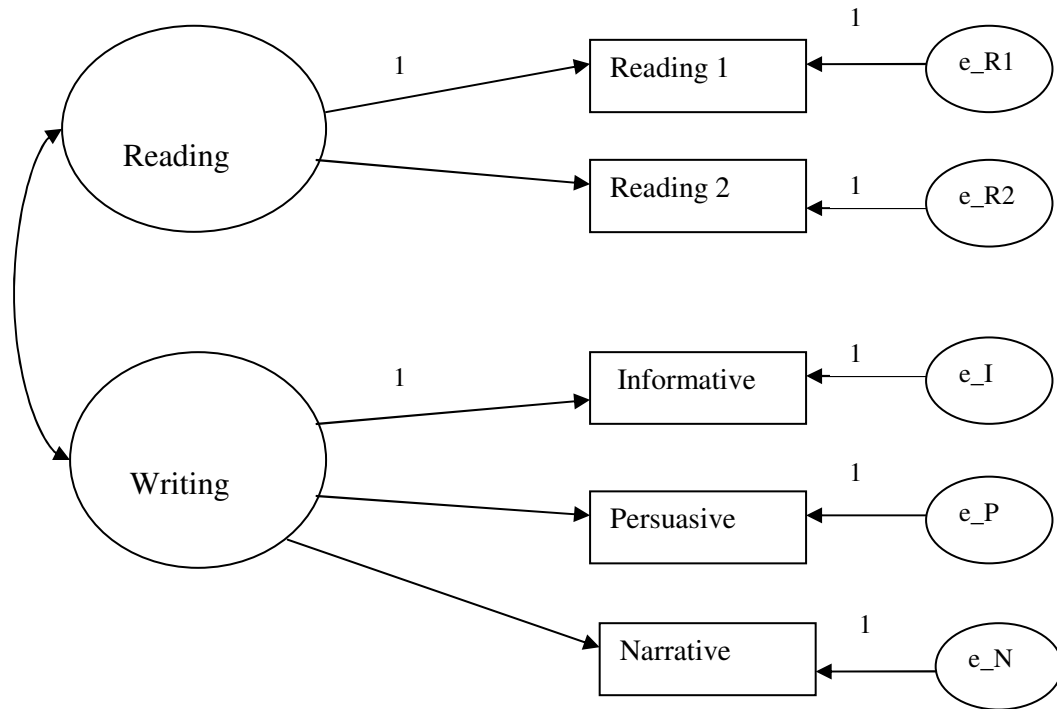 1
1
Reading 1
e_R1
Reading
Reading 2
1
e_R2
1
Informative
1
e_I
Writing
Persuasive
1
e_P
Narrative
1
e_N